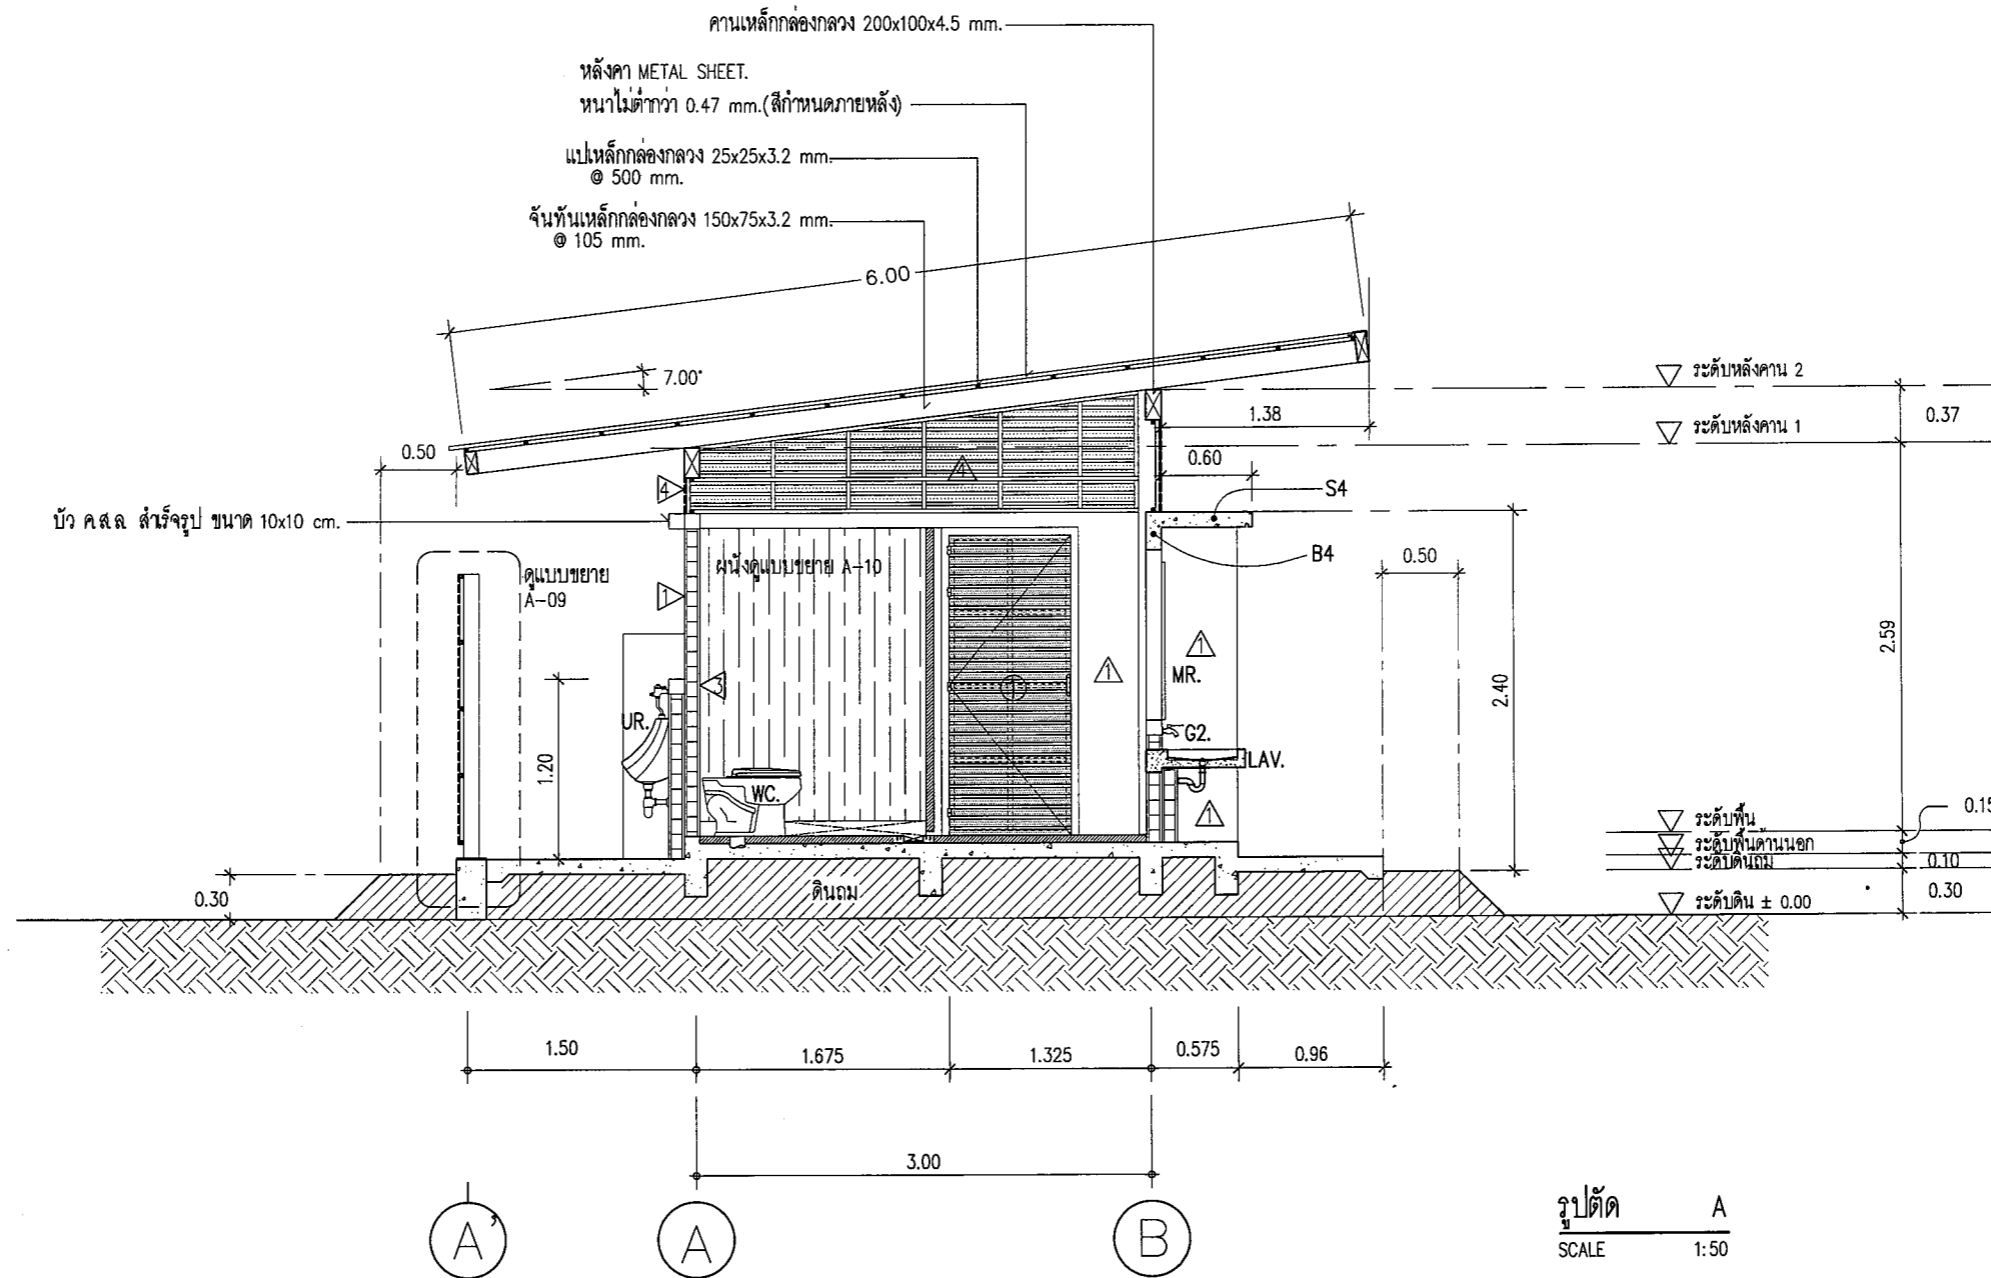 คานเหล็กกล่องกลวง 200x100x4.5 mm.
หลังคา METAL SHEET.
หนาไม่ต่ำกว่า 0.47 mm.(สีกำหนดภายหลัง)
แปเหล็กกล่องกลวง 25x25x3.2 mm.
@ 500 mm.
จันทันเหล็กกล่องกลวง 150x75x3.2 mm.
@ 105 mm.
6.00
7.00°
ระดับหลังคาน 2
1.38
0.37
ระดับหลังคาน 1
0.50
0.60
4
4
S4
บัว ค.ส.ล. สำเร็จรูป ขนาด 10x10 cm.
B4
ผนังดูแบบขยาย A-10
0.50
ดูแบบขยาย
A-09
1
2.59
1
1
MR.
3
1
2.40
UR.
G2.
1.20
LAV.
WC.
1
0.15
ระดับพื้น
ระดับพื้นด้านนอก
ระดับดินถม
0.10
0.30
ดินถม
ระดับดิน ± 0.00
0.30
1.50
1.675
1.325
0.575
0.96
3.00
A'
A
B
รูปตัด A
SCALE 1:50